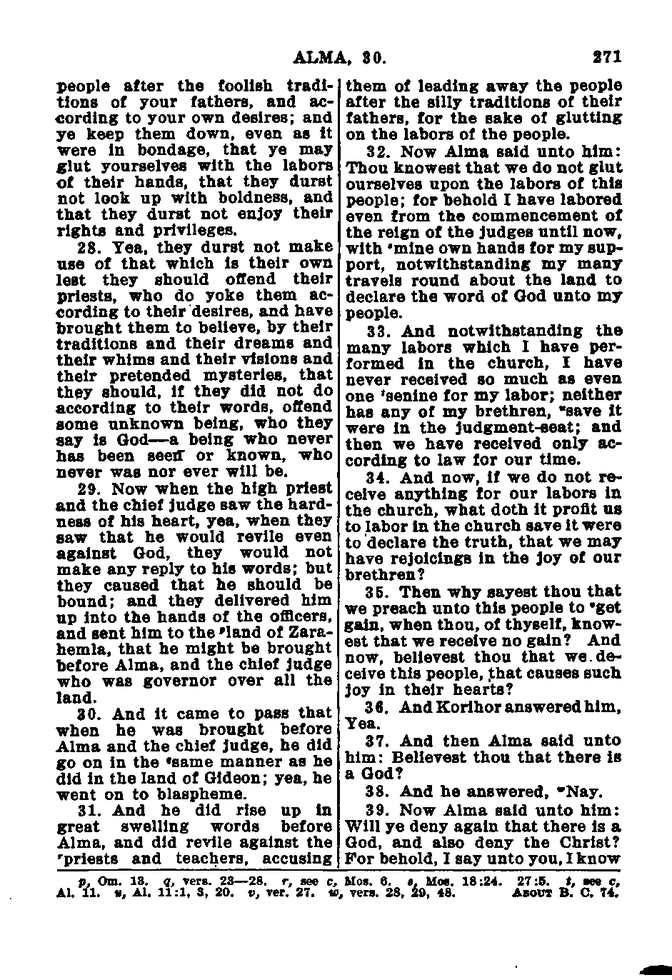 ALMA, 30.
271
people after the foolish tradi-
tions of your fathers, and ac-
cording to your own desires; and
ye keep them down, even as it
were in bondage, that ye may
glut yourselves with the labors
of their hands, that they durst
not look up with boldness, and
that they durst not enjoy their
rights and privileges.
28. Yea, they durst not make
use of that which is their own
lest they should offend their
priests, who do yoke them ac-
cording to their desires, and have
brought them to believe, by their
traditions and their dreams and
their whims and their visions and
their pretended mysteries, that
they should, if they did not do
according to their words, offend
some unknown being, who they
say is God—a being who never
has been seen or known, who
never was nor ever will be.
29. Now when the high priest
and the chief judge saw the hard-
ness of his heart, yea, when they
saw that he would revile even
against God, they would not
make any reply to his words; but
they caused that he should be
bound; and they delivered him
up into the hands of the officers,
and sent him to the ᵖland of Zara-
hemla, that he might be brought
before Alma, and the chief judge
who was governor over all the
land.
30. And it came to pass that
when he was brought before
Alma and the chief judge, he did
go on in the ᑫsame manner as he
did in the land of Gideon; yea, he
went on to blaspheme.
31. And he did rise up in
great swelling words before
Alma, and did revile against the
ʳpriests and teachers, accusing
them of leading away the people
after the silly traditions of their
fathers, for the sake of glutting
on the labors of the people.
32. Now Alma said unto him:
Thou knowest that we do not glut
ourselves upon the labors of this
people; for behold I have labored
even from the commencement of
the reign of the judges until now,
with ˢmine own hands for my sup-
port, notwithstanding my many
travels round about the land to
declare the word of God unto my
people.
33. And notwithstanding the
many labors which I have per-
formed in the church, I have
never received so much as even
one ᵗsenine for my labor; neither
has any of my brethren, ᵘsave it
were in the judgment-seat; and
then we have received only ac-
cording to law for our time.
34. And now, if we do not re-
ceive anything for our labors in
the church, what doth it profit us
to labor in the church save it were
to declare the truth, that we may
have rejoicings in the joy of our
brethren?
35. Then why sayest thou that
we preach unto this people to ᵛget
gain, when thou, of thyself, know-
est that we receive no gain? And
now, believest thou that we de-
ceive this people, that causes such
joy in their hearts?
36. And Korihor answered him,
Yea.
37. And then Alma said unto
him: Believest thou that there is
a God?
38. And he answered, ʷNay.
39. Now Alma said unto him:
Will ye deny again that there is a
God, and also deny the Christ?
For behold, I say unto you, I know
p, Om. 13. q, vers. 23—28. r, see c, Mos. 6. s, Mos. 18:24. 27:5. t, see c,
Al. 11. u, Al. 11:1, 3, 20. v, ver. 27. w, vers. 28, 29, 48. ABOUT B. C. 74.